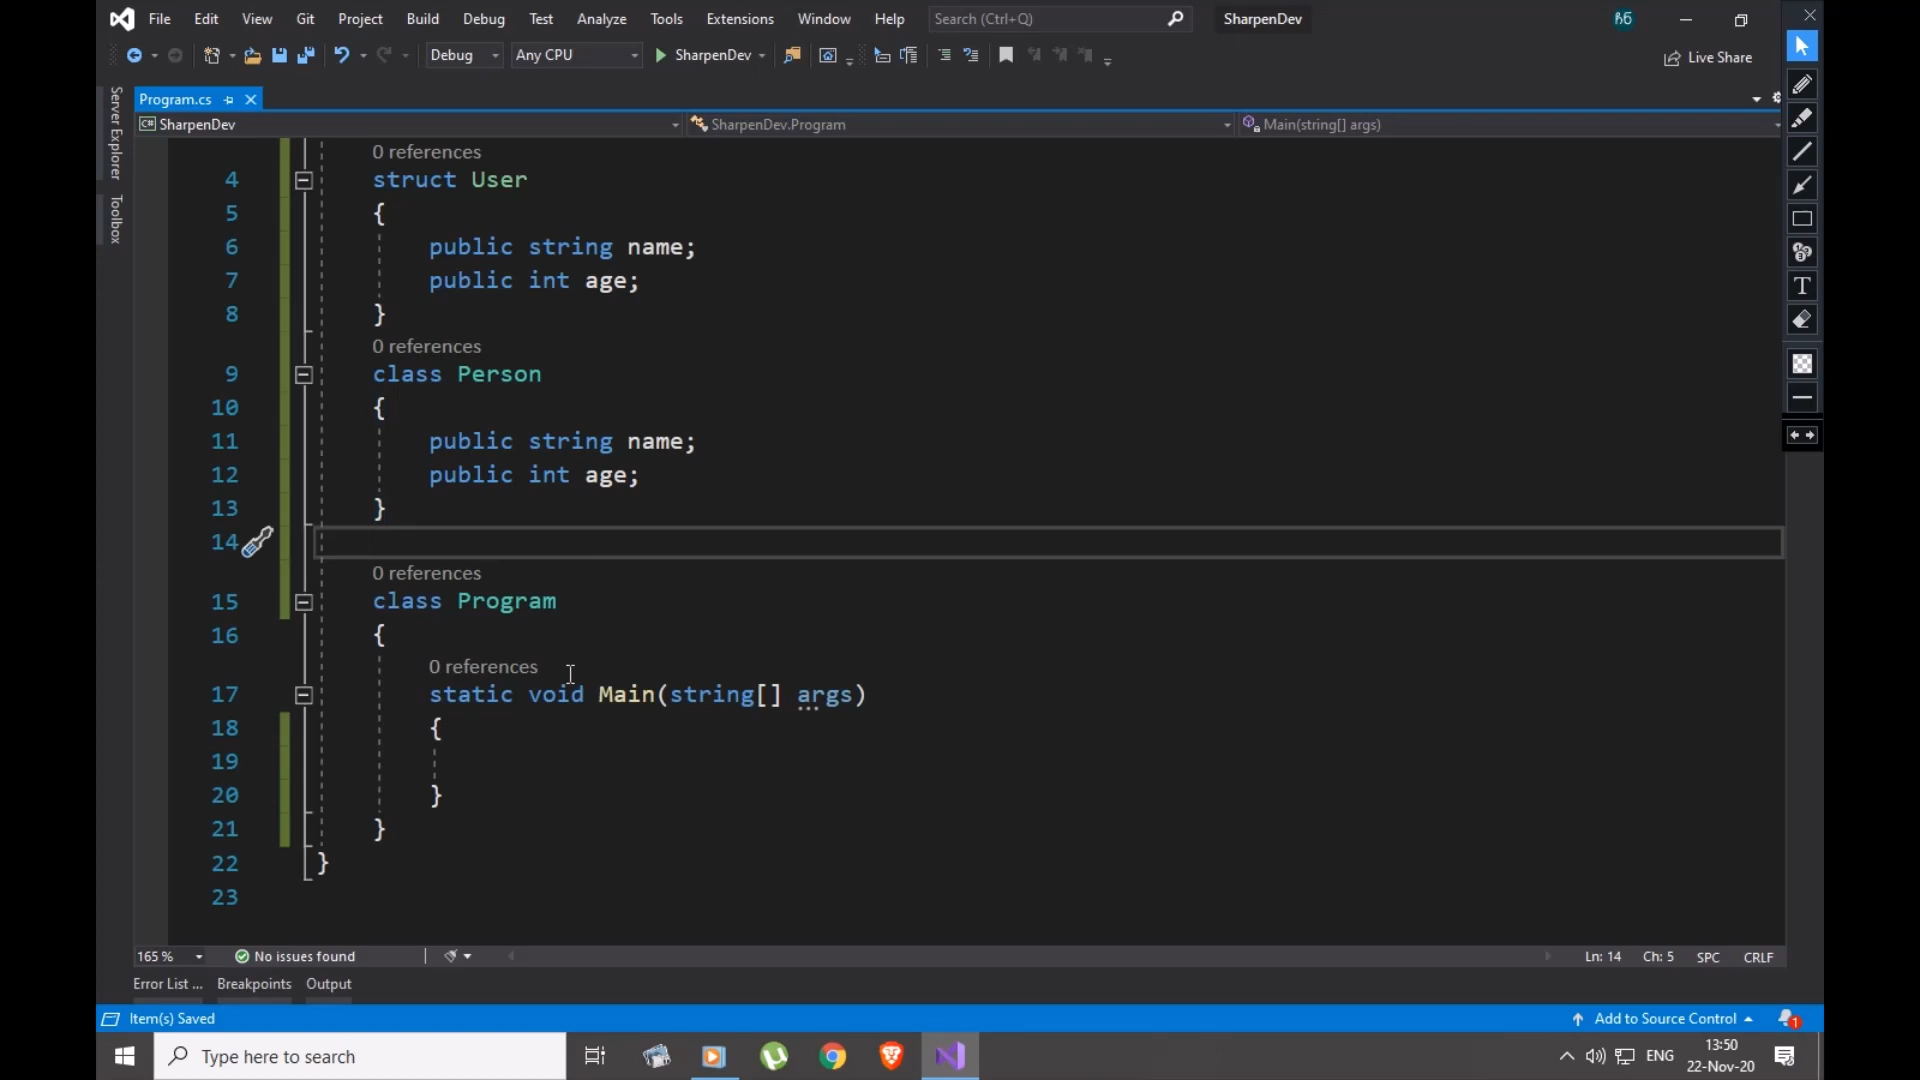 File Edit View Git Project Build Debug Test Analyze Tools Extensions Window Help Search (Ctrl+Q) SharpenDev
Debug Any CPU SharpenDev Live Share
Server Explorer
Toolbox
Program.cs
C# SharpenDev SharpenDev.Program Main(string[] args)
0 references
4 struct User
5 {
6 public string name;
7 public int age;
8 }
0 references
9 class Person
10 {
11 public string name;
12 public int age;
13 }
14
0 references
15 class Program
16 {
0 references
17 static void Main(string[] args)
18 {
19
20 }
21 }
22 }
23
165 % No issues found Ln: 14 Ch: 5 SPC CRLF
Error List ... Breakpoints Output
Item(s) Saved Add to Source Control 1
Type here to search ENG 13:50
22-Nov-20